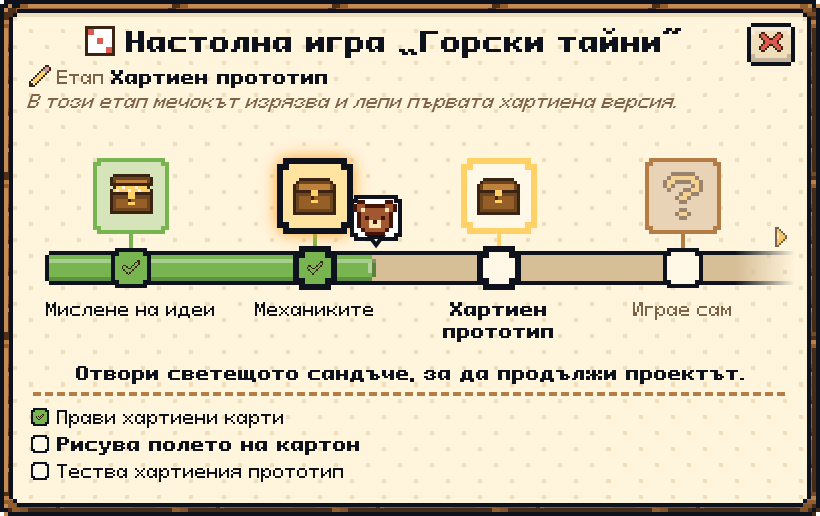 Настолна игра „Горски тайни“
Етап Хартиен прототип
В този етап мечокът изрязва и лепи първата хартиена версия.
?
Мислене на идеи
Механиките
Хартиен прототип
Играе сам
Отвори светещото сандъче, за да продължи проектът.
Прави хартиени карти
Рисува полето на картон
Тества хартиения прототип